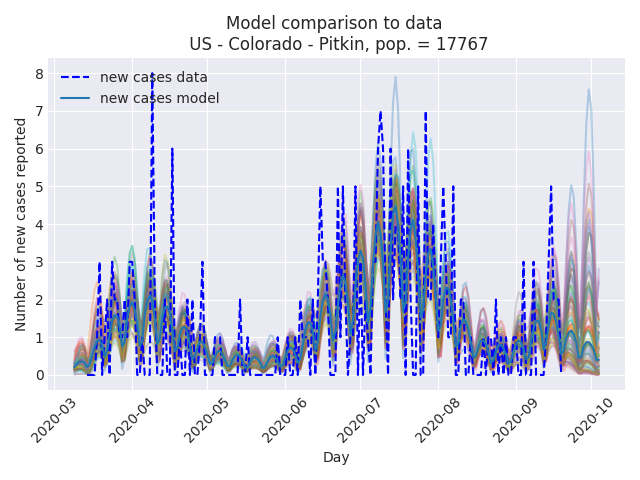 Model comparison to data
US - Colorado - Pitkin, pop. = 17767
new cases data
new cases model
Number of new cases reported
8
7
6
5
4
3
2
1
0
2020-03
2020-04
2020-05
2020-06
2020-07
2020-08
2020-09
2020-10
Day